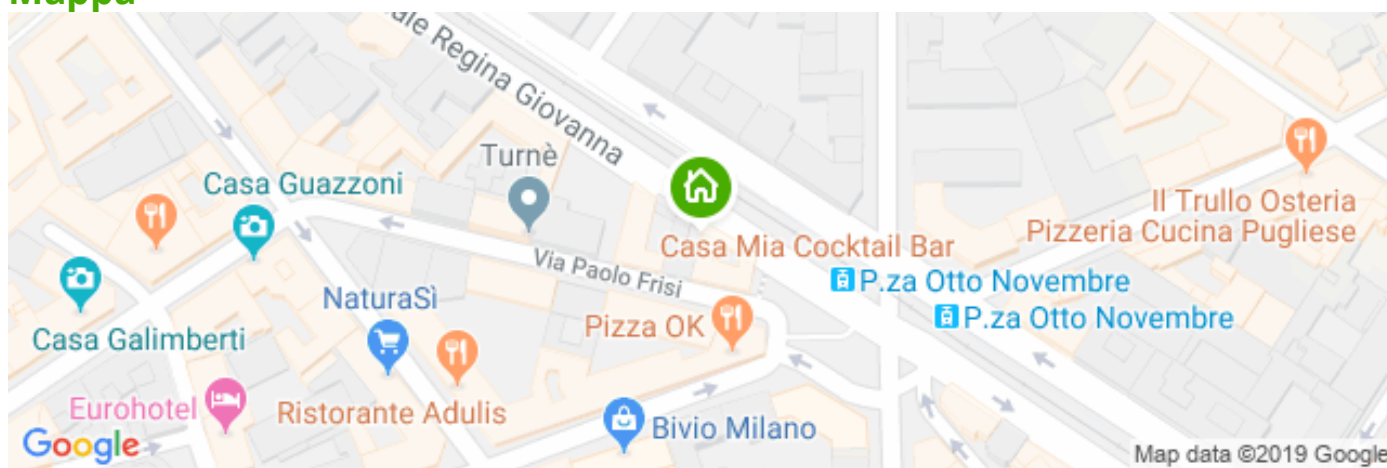 Mappa
ale Regina Giovanna
Turnè
Casa Guazzoni
Il Trullo Osteria
Pizzeria Cucina Pugliese
Casa Mia Cocktail Bar
Via Paolo Frisi
P.za Otto Novembre
NaturaSì
P.za Otto Novembre
Pizza OK
Casa Galimberti
Eurohotel
Ristorante Adulis
Bivio Milano
Google
Map data ©2019 Google